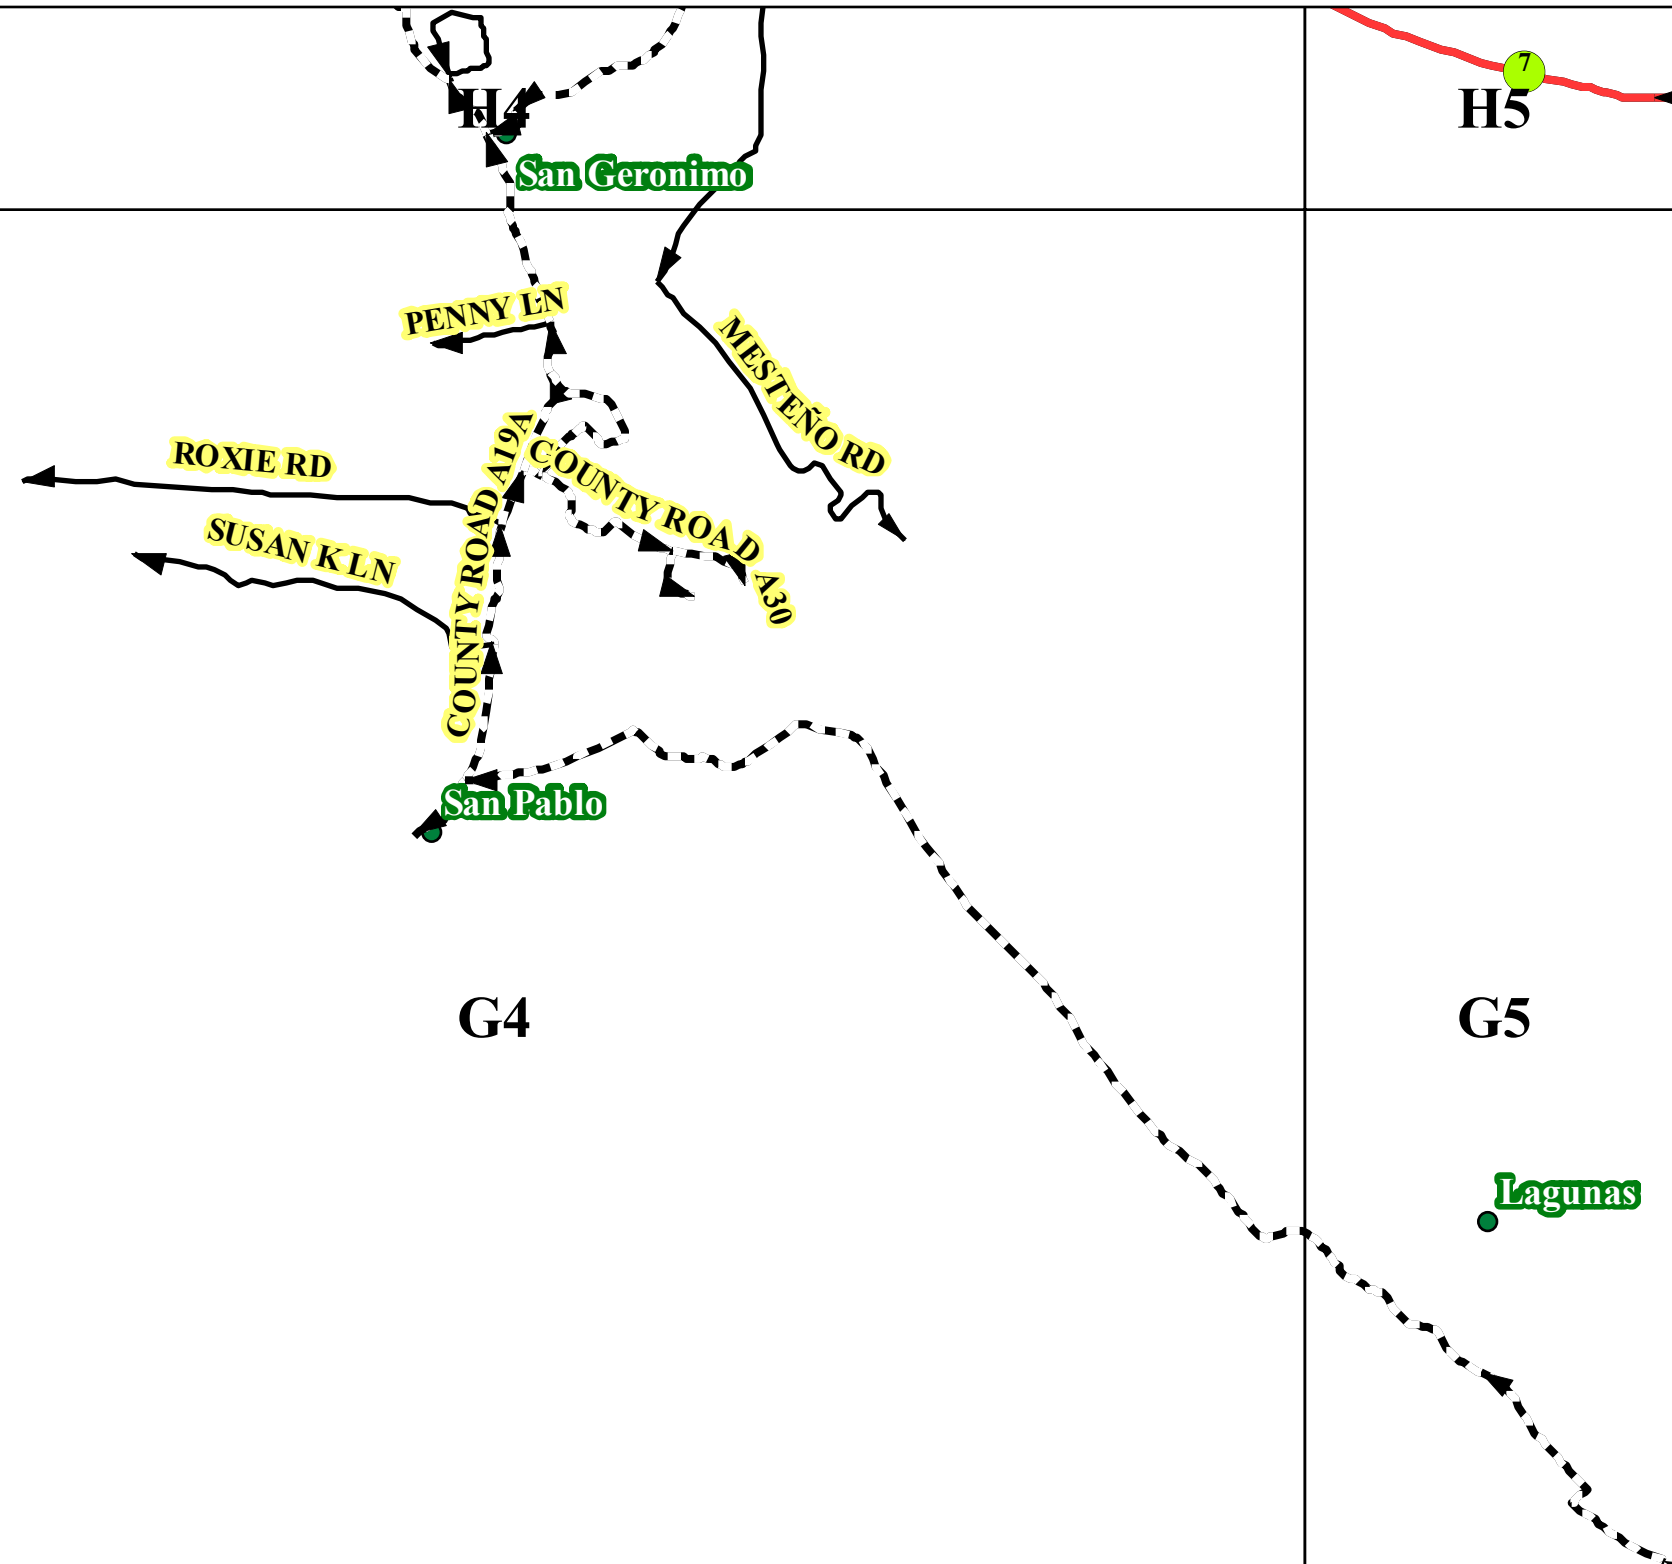 7
H4
H5
San Geronimo
PENNY LN
MESTEÑO RD
ROXIE RD
COUNTY ROAD A19A
COUNTY ROAD A30
SUSAN K LN
San Pablo
G4
G5
Lagunas